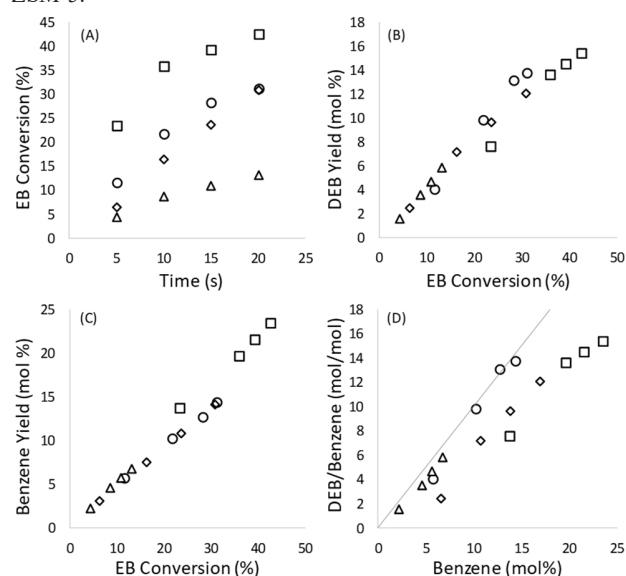 ZSM-5.
(A)
EB Conversion (%)
45
40
35
30
25
20
15
10
5
0
0 5 10 15 20 25
Time (s)
(B)
DEB Yield (mol %)
18
16
14
12
10
8
6
4
2
0
0 10 20 30 40 50
EB Conversion (%)
(C)
Benzene Yield (mol %)
25
20
15
10
5
0
0 10 20 30 40 50
EB Conversion (%)
(D)
DEB/Benzene (mol/mol)
18
16
14
12
10
8
6
4
2
0
0 5 10 15 20 25
Benzene (mol%)